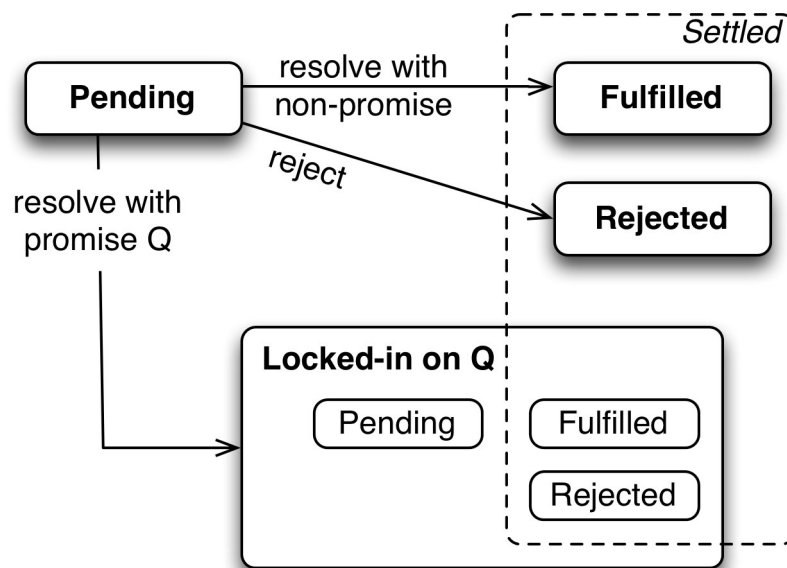 Settled
Pending
resolve with
non-promise
Fulfilled
reject
Rejected
resolve with
promise Q
Locked-in on Q
Pending
Fulfilled
Rejected